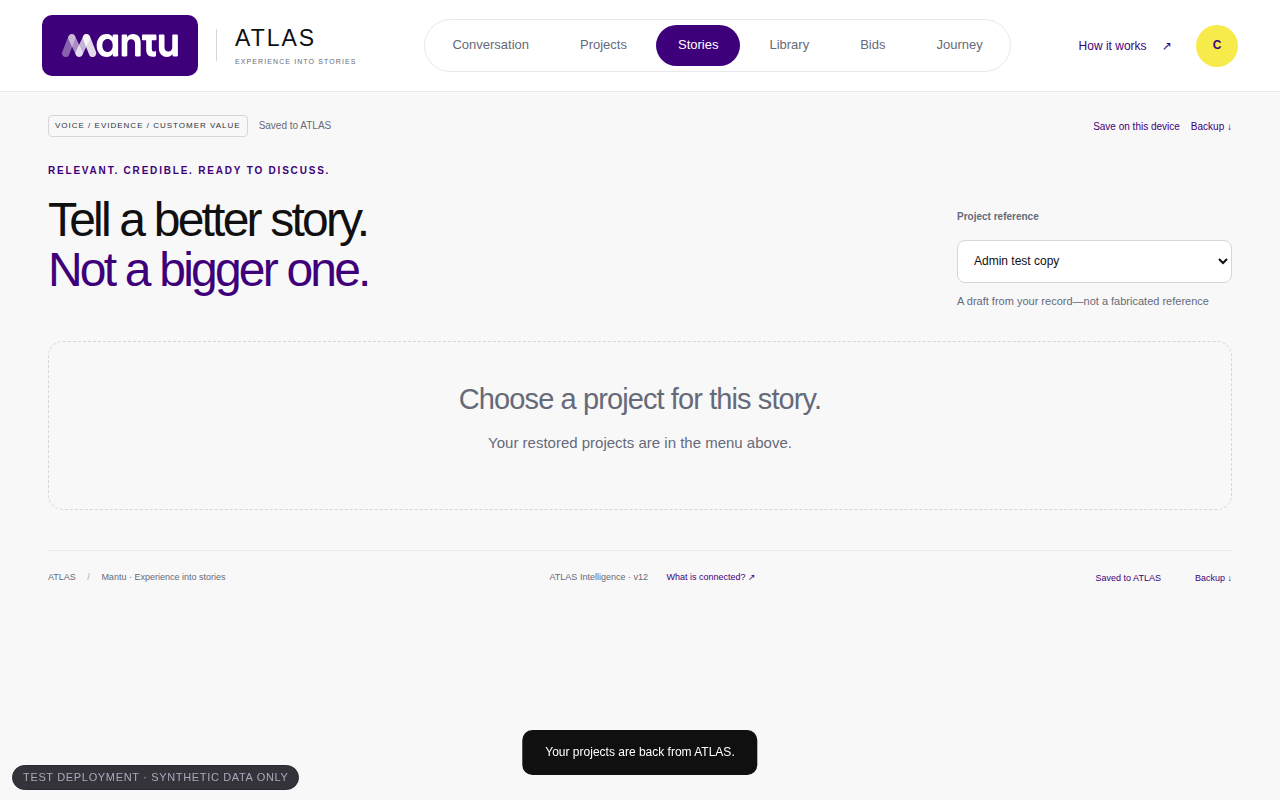 Mantu
ATLAS
EXPERIENCE INTO STORIES
Conversation
Projects
Stories
Library
Bids
Journey
How it works ↗
C
VOICE / EVIDENCE / CUSTOMER VALUE
Saved to ATLAS
Save on this device
Backup ↓
RELEVANT. CREDIBLE. READY TO DISCUSS.
Tell a better story.
Not a bigger one.
Project reference
Admin test copy
A draft from your record—not a fabricated reference
Choose a project for this story.
Your restored projects are in the menu above.
ATLAS / Mantu · Experience into stories
ATLAS Intelligence · v12
What is connected? ↗
Saved to ATLAS
Backup ↓
Your projects are back from ATLAS.
TEST DEPLOYMENT · SYNTHETIC DATA ONLY